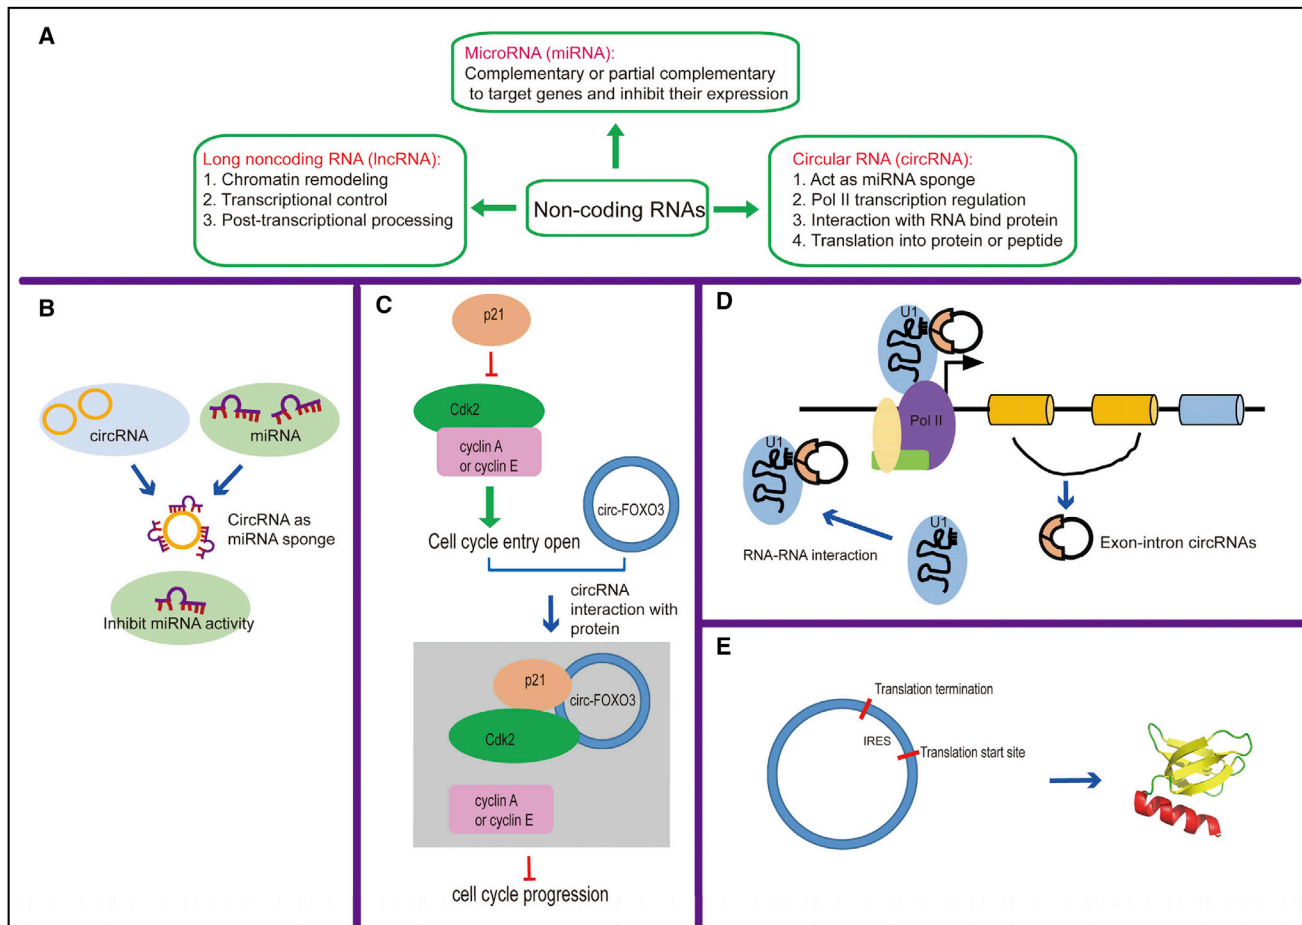 A
MicroRNA (miRNA):
Complementary or partial complementary
to target genes and inhibit their expression
Long noncoding RNA (lncRNA):
1. Chromatin remodeling
2. Transcriptional control
3. Post-transcriptional processing
Non-coding RNAs
Circular RNA (circRNA):
1. Act as miRNA sponge
2. Pol II transcription regulation
3. Interaction with RNA bind protein
4. Translation into protein or peptide
B
circRNA
miRNA
CircRNA as
miRNA sponge
Inhibit miRNA activity
C
p21
Cdk2
cyclin A
or cyclin E
circ-FOXO3
Cell cycle entry open
circRNA
interaction with
protein
p21
circ-FOXO3
Cdk2
cyclin A
or cyclin E
cell cycle progression
D
U1
Pol II
U1
RNA-RNA interaction
U1
Exon-intron circRNAs
E
Translation termination
IRES
Translation start site